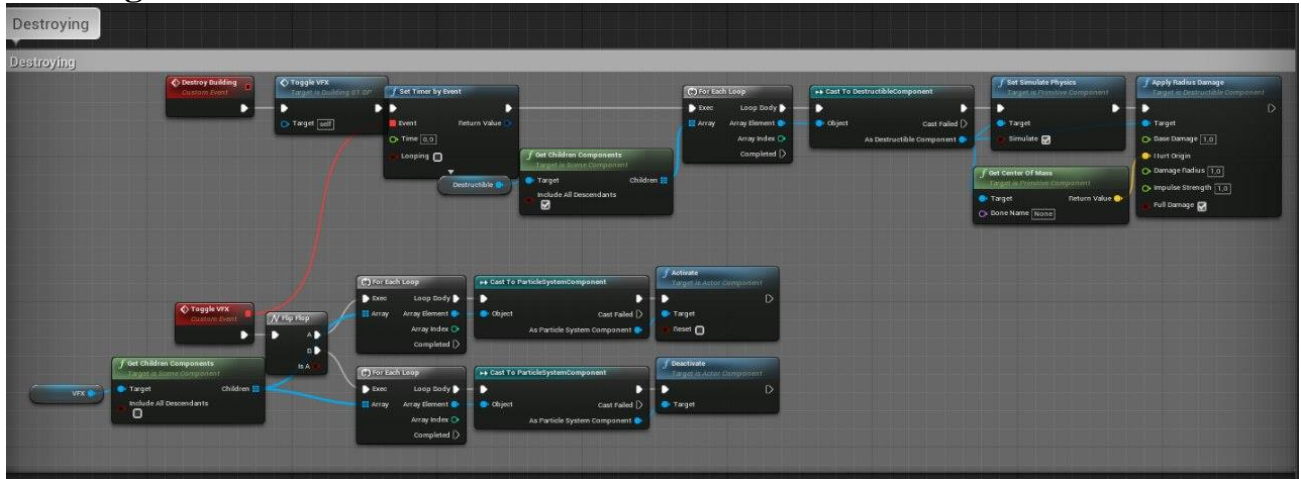 Destroying
Destroying
Destroy Building
Custom Event
Toggle VFX
Target is Building 01 BP
Target self
Set Timer by Event
Event Return Value
Time 0,0
Looping
Destructible
Get Children Components
Target is Scene Component
Target Children
Include All Descendants
For Each Loop
Exec Loop Body
Array Array Element
Array Index
Completed
Cast To DestructibleComponent
Object Cast Failed
As Destructible Component
Set Simulate Physics
Target is Primitive Component
Target
Simulate
Get Center Of Mass
Target is Primitive Component
Target Return Value
Bone Name None
Apply Radius Damage
Target is Destructible Component
Target
Base Damage 1,0
Hurt Origin
Damage Radius 1,0
Impulse Strength 1,0
Full Damage
Toggle VFX
Custom Event
Flip Flop
A
B
Is A
VFX
Get Children Components
Target is Scene Component
Target Children
Include All Descendants
For Each Loop
Exec Loop Body
Array Array Element
Array Index
Completed
Cast To ParticleSystemComponent
Object Cast Failed
As Particle System Component
Activate
Target is Actor Component
Target
Reset
For Each Loop
Exec Loop Body
Array Array Element
Array Index
Completed
Cast To ParticleSystemComponent
Object Cast Failed
As Particle System Component
Deactivate
Target is Actor Component
Target